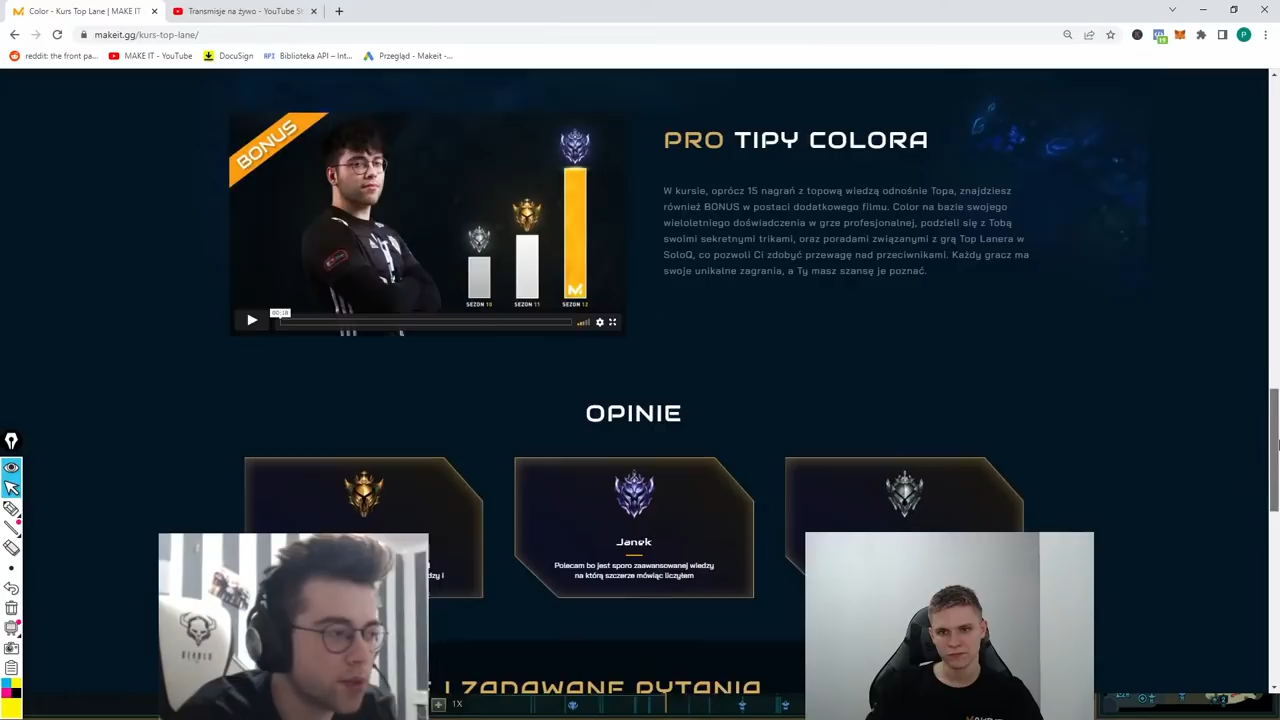 Color - Kurs Top Lane | MAKE IT
Transmisje na żywo - YouTube St
makeit.gg/kurs-top-lane/
P
reddit: the front pa...
MAKE IT - YouTube
DocuSign
API
Biblioteka API – Int...
Przegląd - Makeit -...
BONUS
SEZON 10
SEZON 11
SEZON 12
00:18
PRO TIPY COLORA
W kursie, oprócz 15 nagrań z topową wiedzą odnośnie Topa, znajdziesz
również BONUS w postaci dodatkowego filmu. Color na bazie swojego
wieloletniego doświadczenia w grze profesjonalnej, podzieli się z Tobą
swoimi sekretnymi trikami, oraz poradami związanymi z grą Top Lanera w
SoloQ, co pozwoli Ci zdobyć przewagę nad przeciwnikami. Każdy gracz ma
swoje unikalne zagrania, a Ty masz szansę je poznać.
OPINIE
Janek
Polecam bo jest sporo zaawansowanej wiedzy
na którą szczerze mówiąc liczyłem
I ZADAWANE PYTANIA
1X